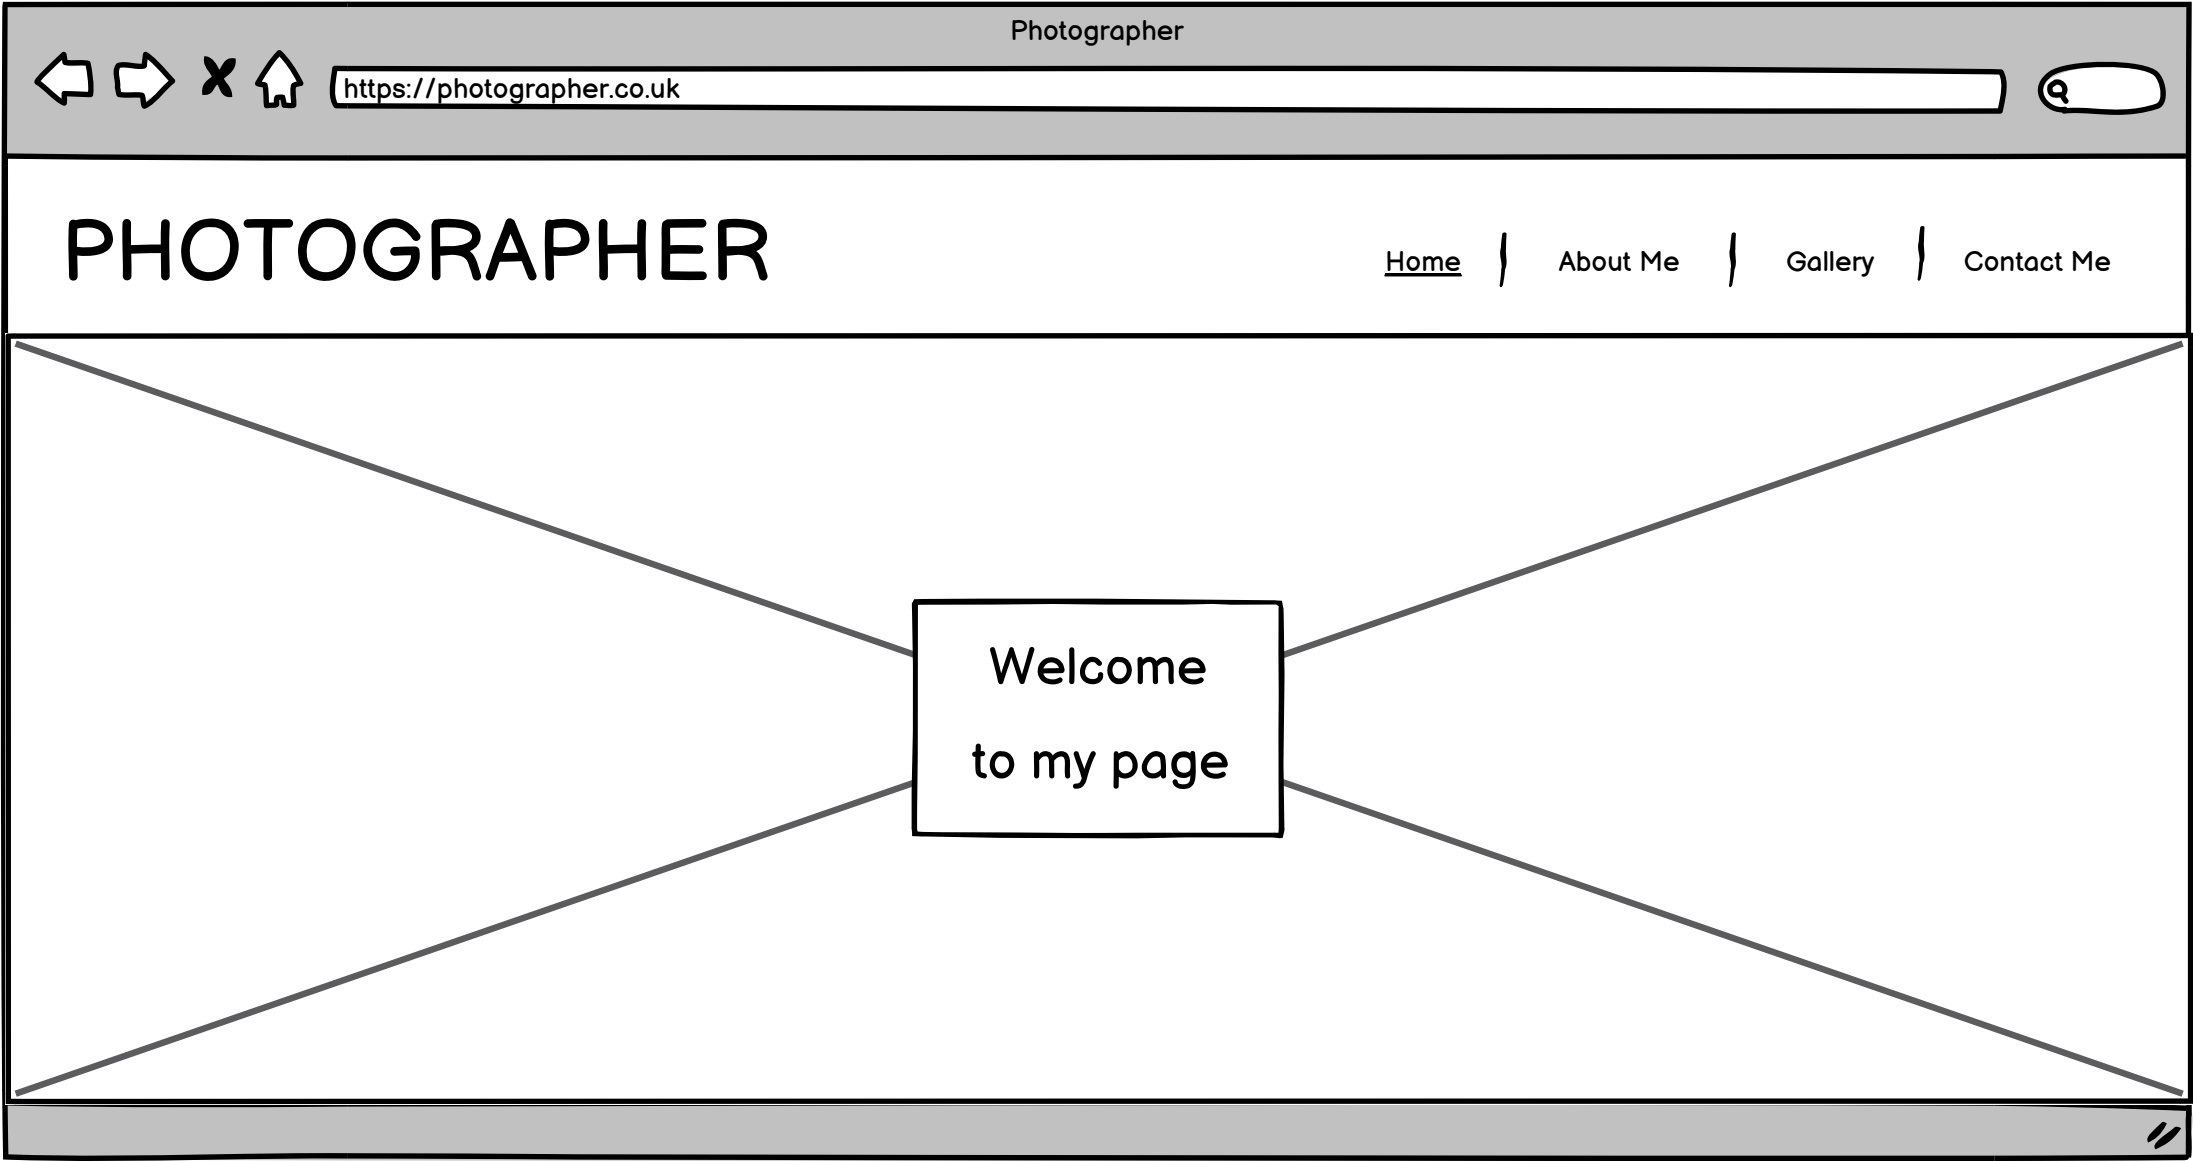 Photographer
https://photographer.co.uk
PHOTOGRAPHER
Home | About Me | Gallery | Contact Me
Welcome
to my page